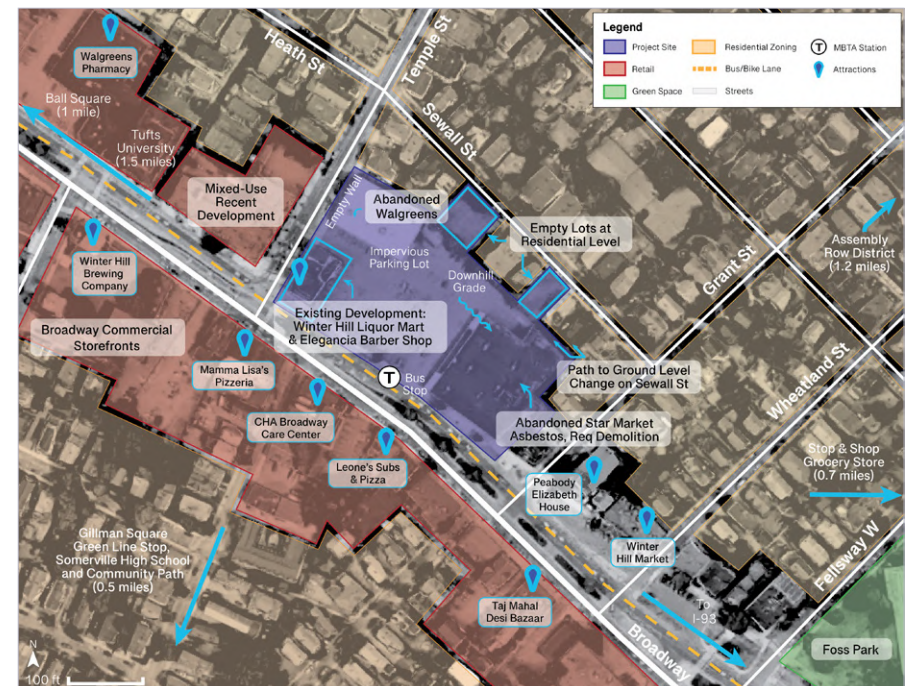 Walgreens
Pharmacy
Heath St
Temple St
Legend
Project Site
Residential Zoning
MBTA Station
Retail
Bus/Bike Lane
Attractions
Green Space
Streets
T
Ball Square
(1 mile)
Tufts
University
(1.5 miles)
Sewall St
Mixed-Use
Recent
Development
Empty Wall
Abandoned
Walgreens
Empty Lots at
Residential Level
Impervious
Parking Lot
Downhill
Grade
Grant St
Assembly
Row District
(1.2 miles)
Winter Hill
Brewing
Company
Existing Development:
Winter Hill Liquor Mart
& Elegancia Barber Shop
Broadway Commercial
Storefronts
Mamma Lisa's
Pizzeria
T
Bus
Stop
Path to Ground Level
Change on Sewall St
Wheatland St
CHA Broadway
Care Center
Abandoned Star Market
Asbestos, Req Demolition
Leone's Subs
& Pizza
Stop & Shop
Grocery Store
(0.7 miles)
Peabody
Elizabeth
House
Winter
Hill Market
Gillman Square
Green Line Stop,
Somerville High School
and Community Path
(0.5 miles)
Fellsway W
Taj Mahal
Desi Bazaar
To
I-93
Broadway
Foss Park
N
100 ft